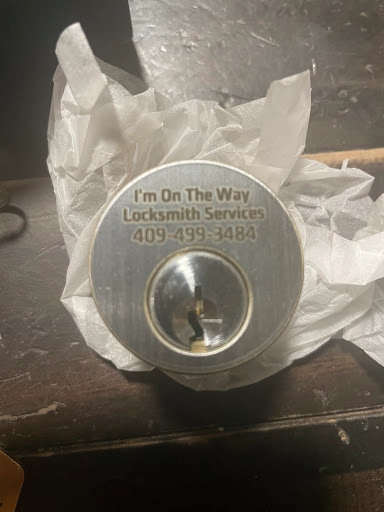 I'm On The Way
Locksmith Services
409-499-3484